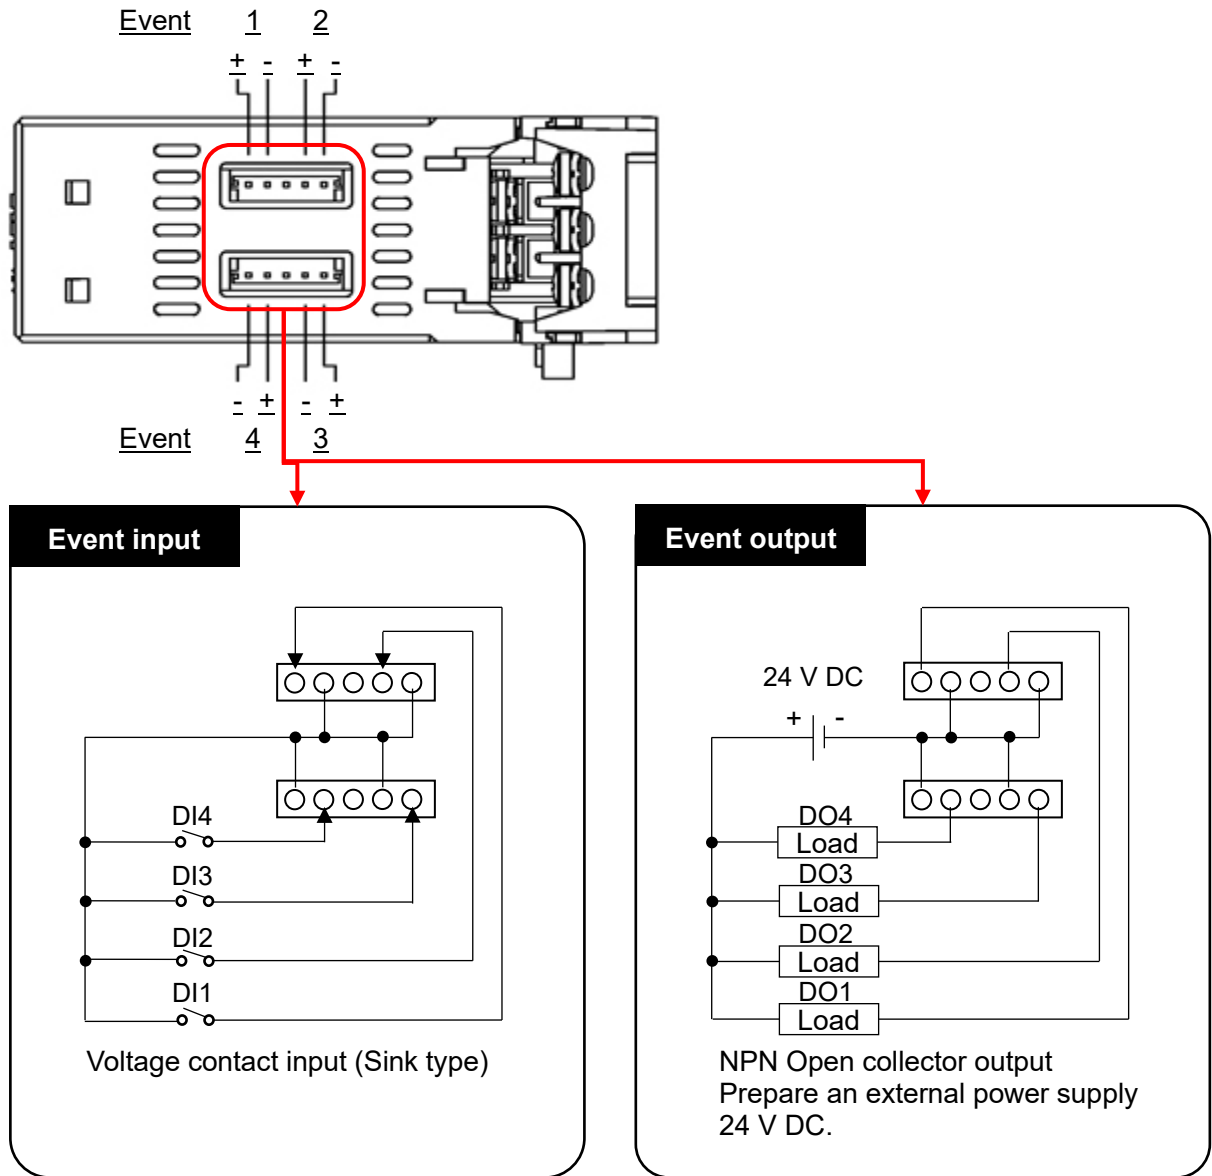 Event 1 2
+ - + -
- + - +
Event 4 3
Event input
DI4
DI3
DI2
DI1
Voltage contact input (Sink type)
Event output
24 V DC
+ -
DO4
Load
DO3
Load
DO2
Load
DO1
Load
NPN Open collector output
Prepare an external power supply
24 V DC.